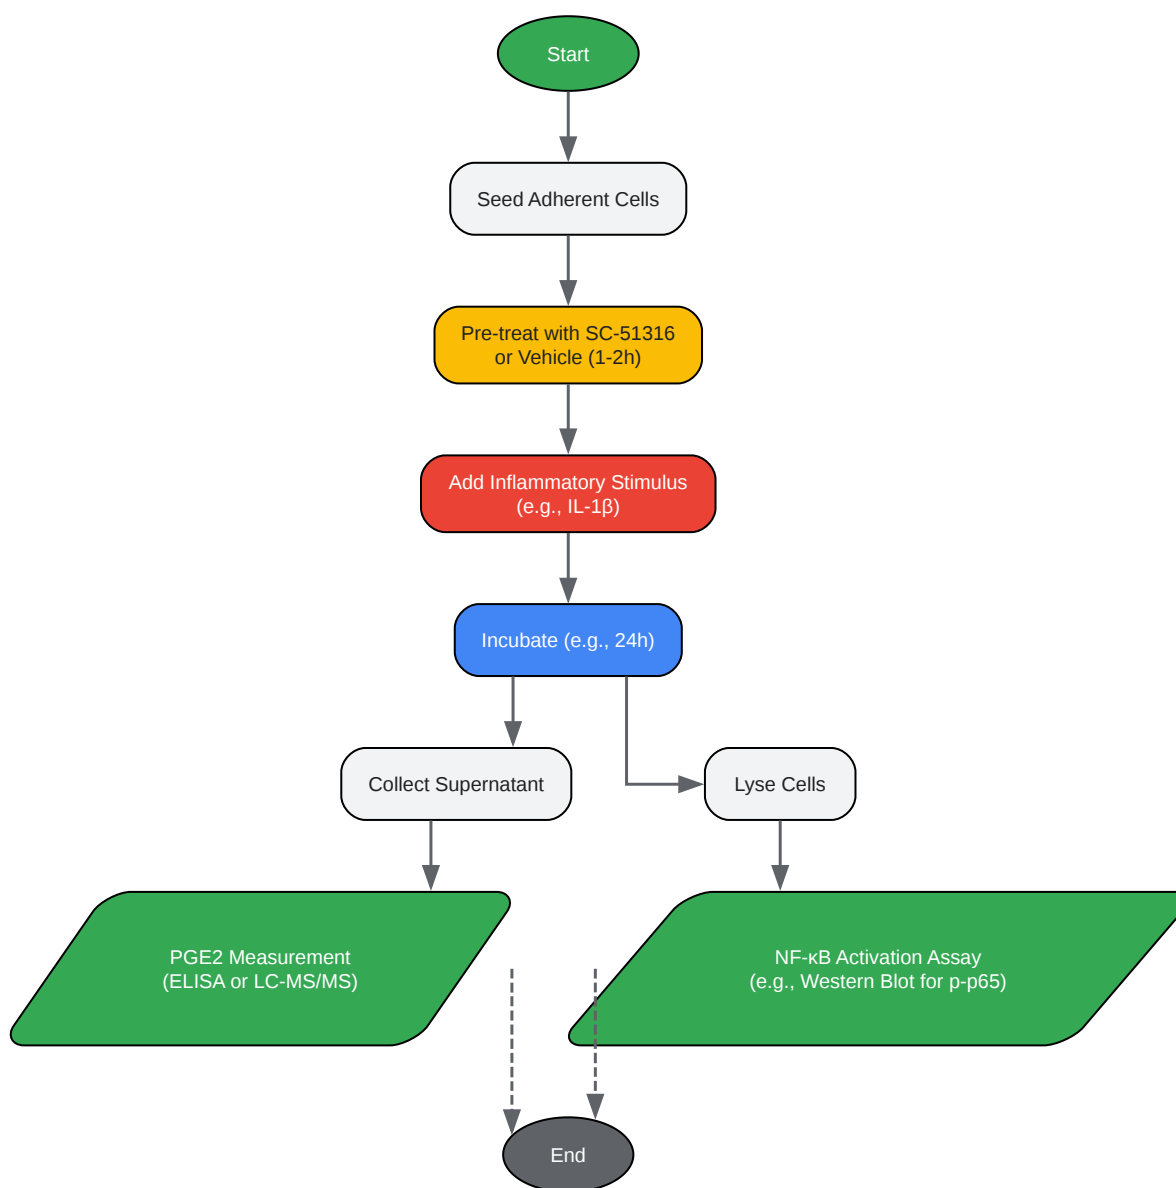 Start
Seed Adherent Cells
Pre-treat with SC-51316
or Vehicle (1-2h)
Add Inflammatory Stimulus
(e.g., IL-1β)
Incubate (e.g., 24h)
Collect Supernatant
Lyse Cells
PGE2 Measurement
(ELISA or LC-MS/MS)
NF-κB Activation Assay
(e.g., Western Blot for p-p65)
End